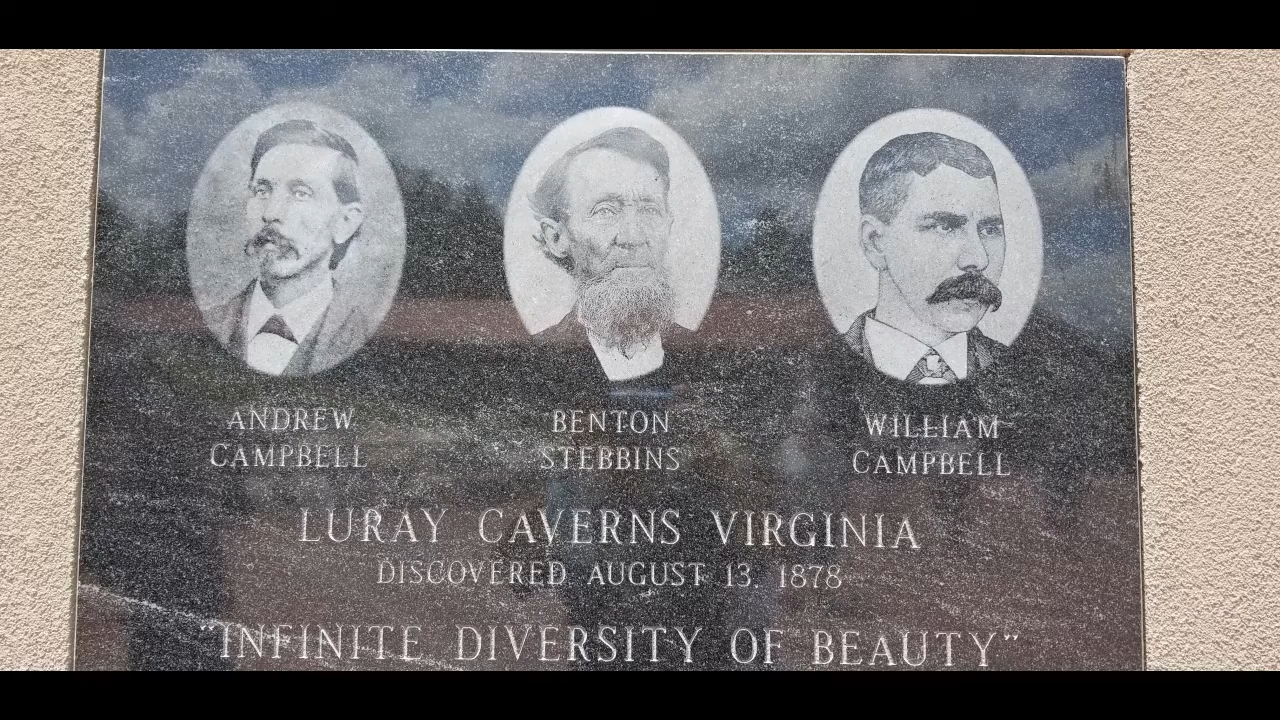 ANDREW
CAMPBELL
BENTON
STEBBINS
WILLIAM
CAMPBELL
LURAY CAVERNS VIRGINIA
DISCOVERED AUGUST 13, 1878
"INFINITE DIVERSITY OF BEAUTY"